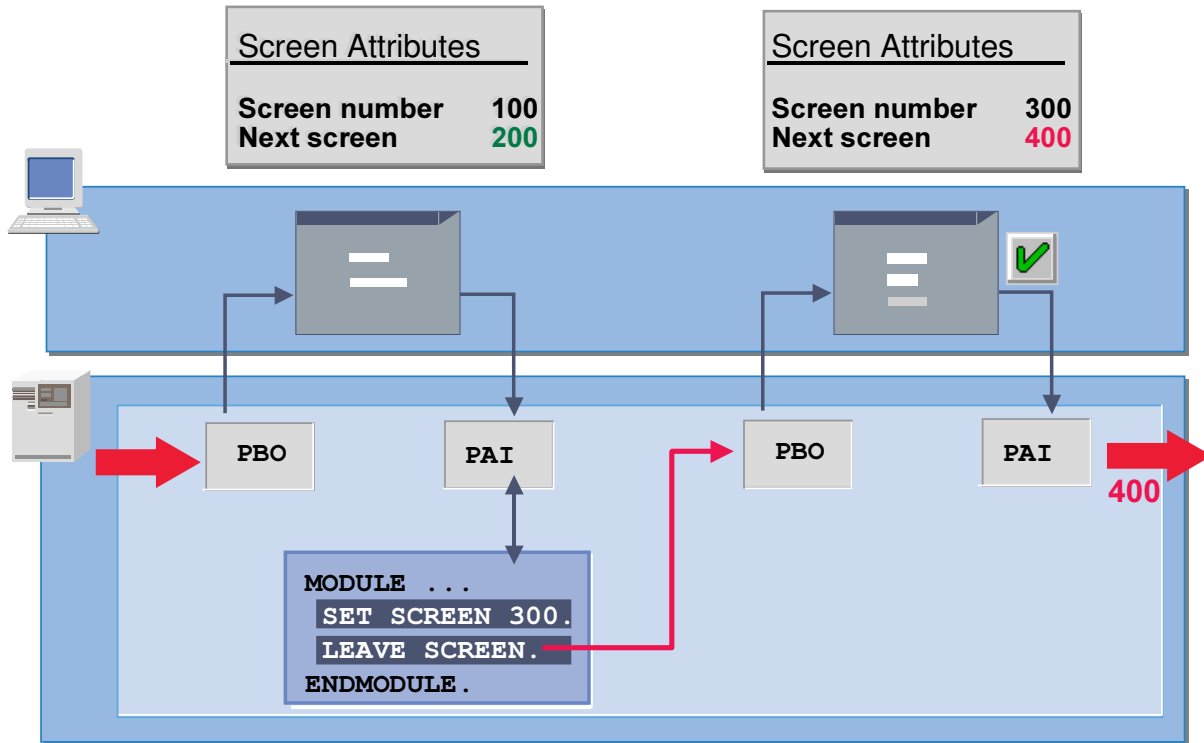 Screen Attributes
Screen number 100
Next screen 200
Screen Attributes
Screen number 300
Next screen 400
PBO
PAI
PBO
PAI
400
MODULE ...
SET SCREEN 300.
LEAVE SCREEN.
ENDMODULE.